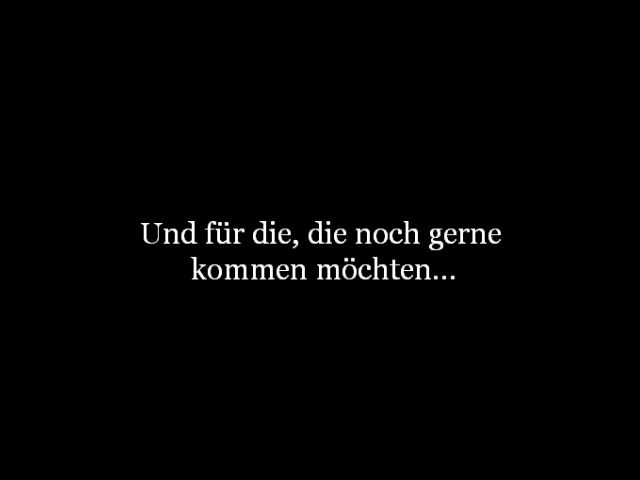 Und für die, die noch gerne
kommen möchten...